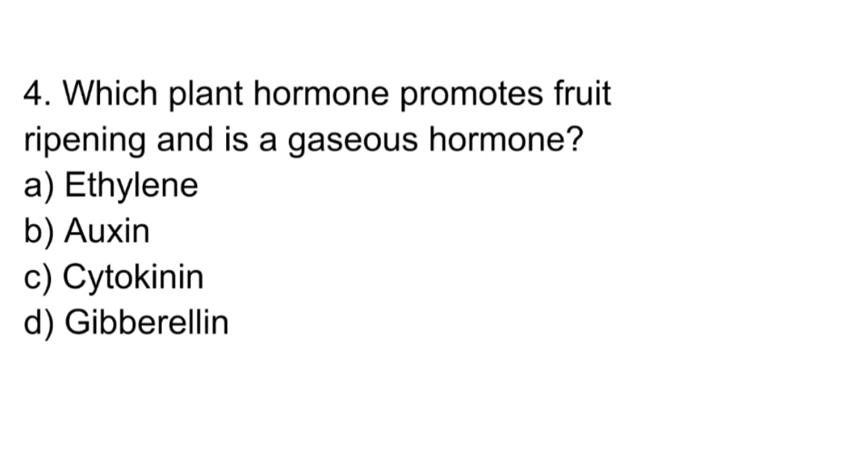 4. Which plant hormone promotes fruit
ripening and is a gaseous hormone?
a) Ethylene
b) Auxin
c) Cytokinin
d) Gibberellin